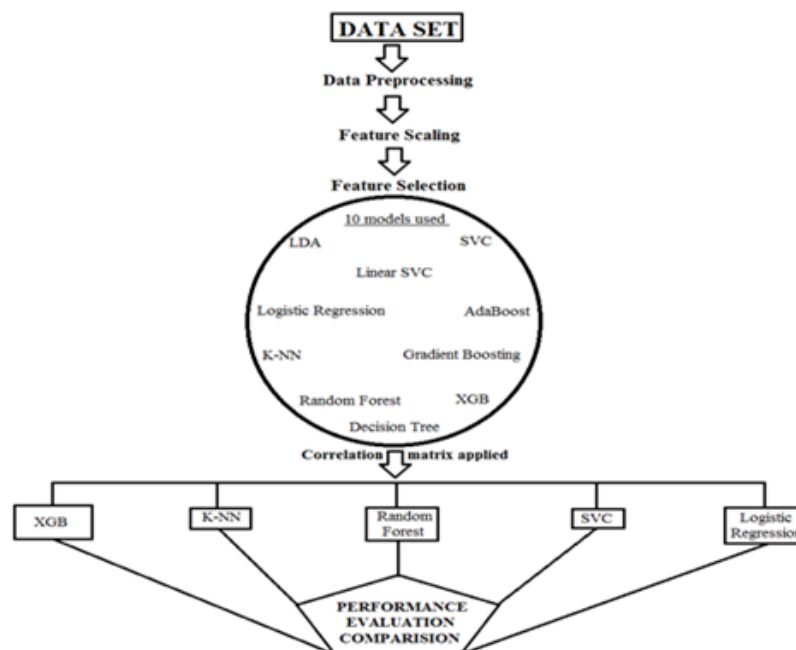 DATA SET
Data Preprocessing
Feature Scaling
Feature Selection
10 models used
LDA
SVC
Linear SVC
Logistic Regression
AdaBoost
K-NN
Gradient Boosting
Random Forest
XGB
Decision Tree
Correlation matrix applied
XGB
K-NN
Random
Forest
SVC
Logistic
Regression
PERFORMANCE
EVALUATION
COMPARISION